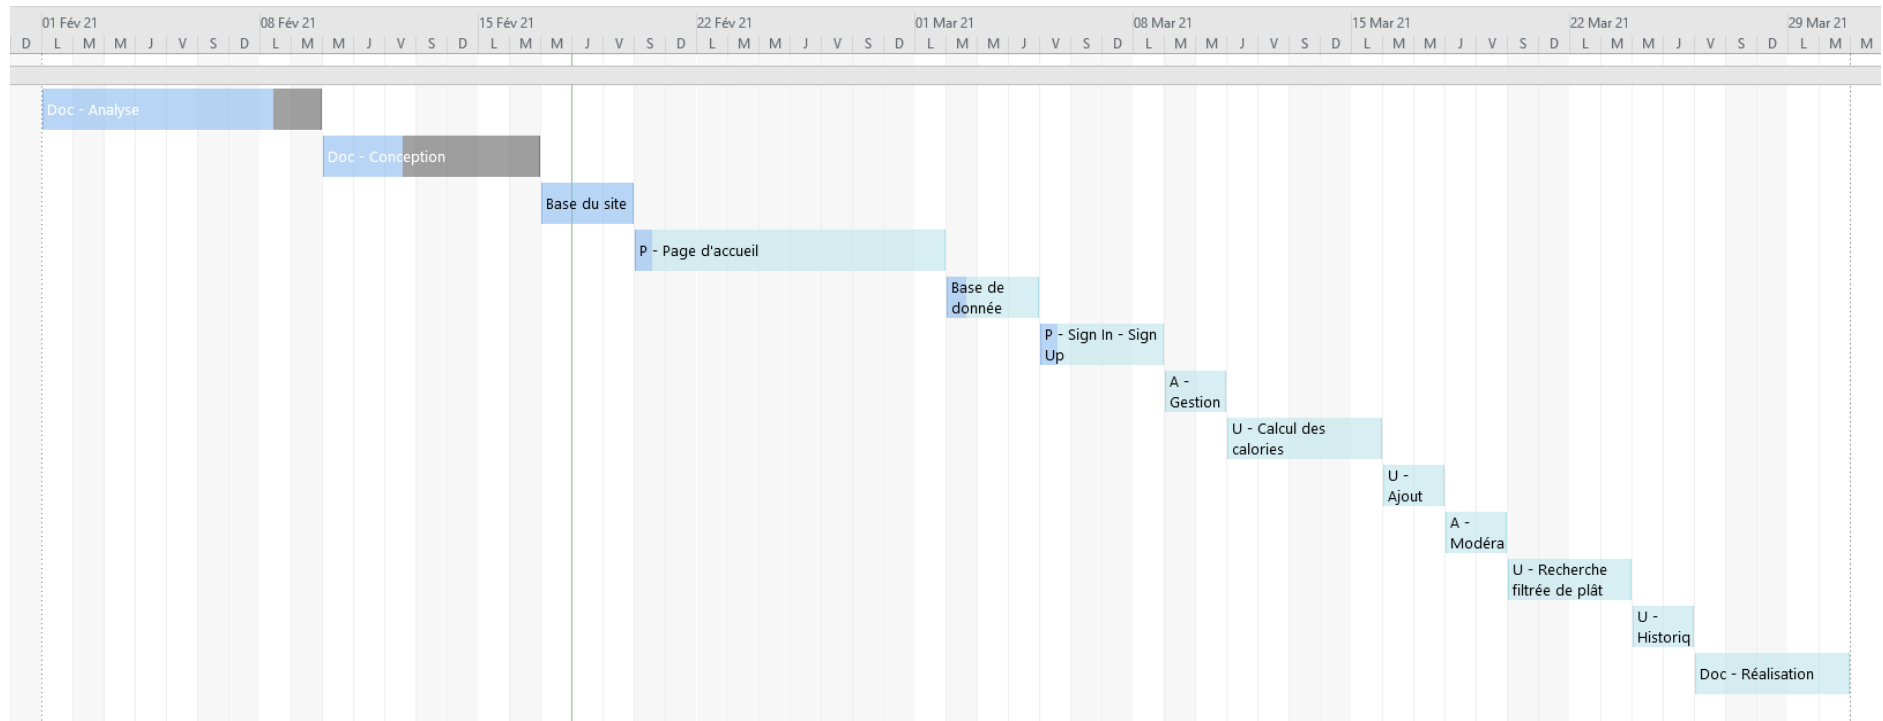 01 Fév 21 08 Fév 21 15 Fév 21 22 Fév 21 01 Mar 21 08 Mar 21 15 Mar 21 22 Mar 21 29 Mar 21
D L M M J V S D L M M J V S D L M M J V S D L M M J V S D L M M J V S D L M M J V S D L M M J V S D L M M J V S D L M M
Doc - Analyse
Doc - Conception
Base du site
P - Page d'accueil
Base de
donnée
P - Sign In - Sign
Up
A -
Gestion
U - Calcul des
calories
U -
Ajout
A -
Modéra
U - Recherche
filtrée de plât
U -
Historiq
Doc - Réalisation